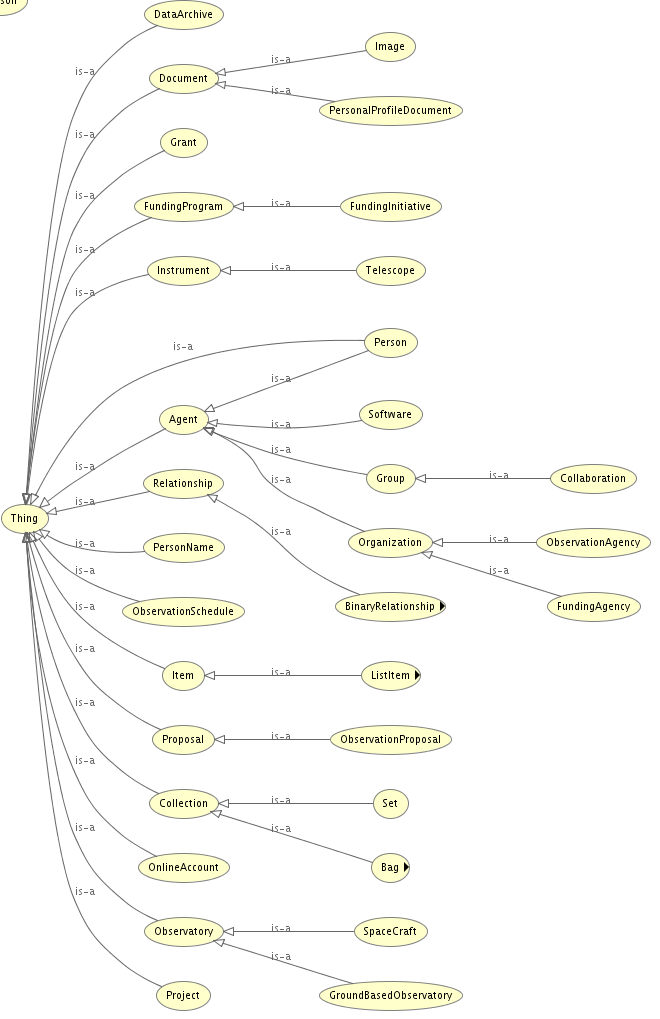 son
DataArchive
is-a
Image
is-a
Document
is-a
PersonalProfileDocument
is-a
Grant
is-a
FundingProgram
is-a
FundingInitiative
is-a
Instrument
is-a
Telescope
is-a
Person
is-a
is-a
Agent
Software
is-a
is-a
Group
is-a
Collaboration
is-a
Relationship
is-a
is-a
Thing
Organization
is-a
ObservationAgency
PersonName
is-a
is-a
is-a
ObservationSchedule
is-a
BinaryRelationship
FundingAgency
is-a
Item
is-a
ListItem
is-a
is-a
Proposal
is-a
ObservationProposal
is-a
Collection
is-a
Set
is-a
is-a
OnlineAccount
Bag
is-a
Observatory
is-a
SpaceCraft
is-a
Project
GroundBasedObservatory